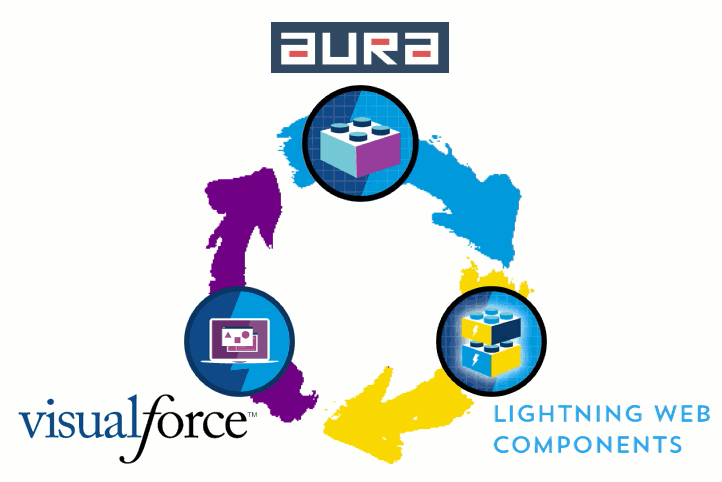 aura
visualforce™
LIGHTNING WEB
COMPONENTS